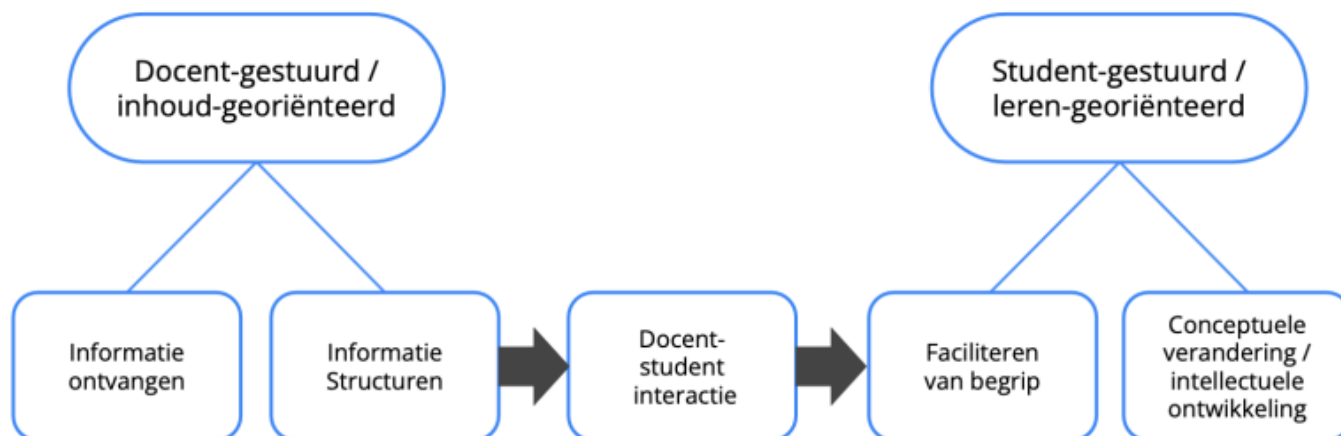 Docent-gestuurd /
inhoud-georiënteerd
Student-gestuurd /
leren-georiënteerd
Informatie
ontvangen
Informatie
Structuren
Docent-
student
interactie
Faciliteren
van begrip
Conceptuele
verandering /
intellectuele
ontwikkeling